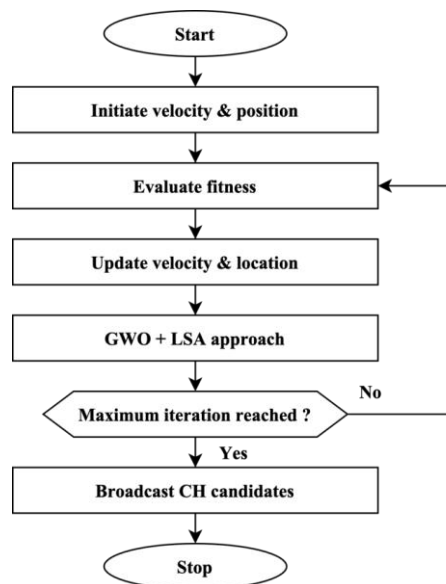 Start
Initiate velocity & position
Evaluate fitness
Update velocity & location
GWO + LSA approach
Maximum iteration reached ?
No
Yes
Broadcast CH candidates
Stop